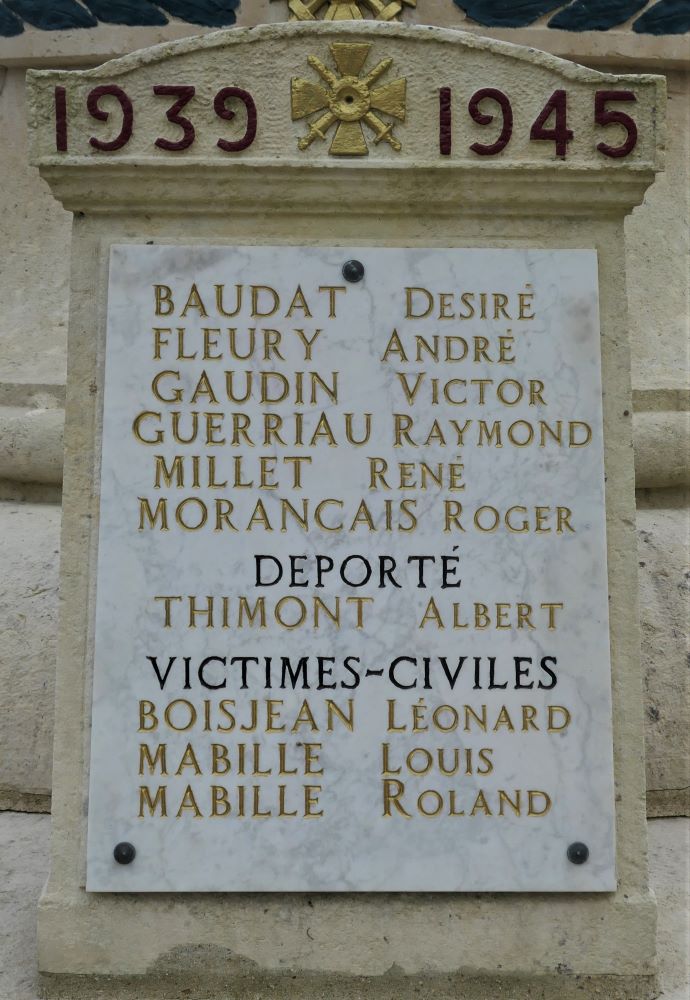 1939 1945
BAUDAT DESIRÉ
FLEURY ANDRÉ
GAUDIN VICTOR
GUERRIAU RAYMOND
MILLET RENÉ
MORANCAIS ROGER
DEPORTÉ
THIMONT ALBERT
VICTIMES-CIVILES
BOISJEAN LÉONARD
MABILLE LOUIS
MABILLE ROLAND